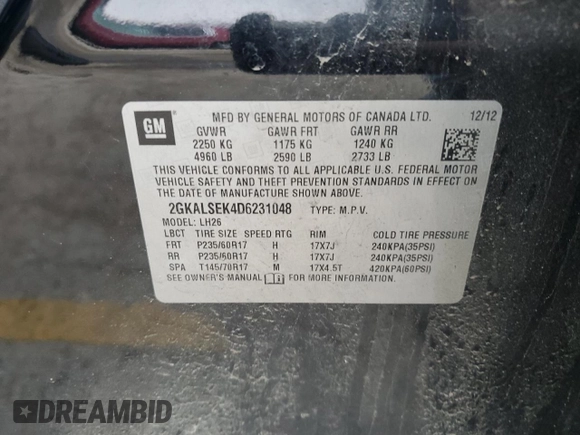 GM
MFD BY GENERAL MOTORS OF CANADA LTD. 12/12
GVWR GAWR FRT GAWR RR
2250 KG 1175 KG 1240 KG
4960 LB 2590 LB 2733 LB
THIS VEHICLE CONFORMS TO ALL APPLICABLE U.S. FEDERAL MOTOR
VEHICLE SAFETY AND THEFT PREVENTION STANDARDS IN EFFECT ON
THE DATE OF MANUFACTURE SHOWN ABOVE.
2GKALSEK4D6231048 TYPE: M.P.V.
MODEL: LH26
LBCT TIRE SIZE SPEED RTG RIM COLD TIRE PRESSURE
FRT P235/60R17 H 17X7J 240KPA(35PSI)
RR P235/60R17 H 17X7J 240KPA(35PSI)
SPA T145/70R17 M 17X4.5T 420KPA(60PSI)
SEE OWNER'S MANUAL FOR MORE INFORMATION
DREAMBID